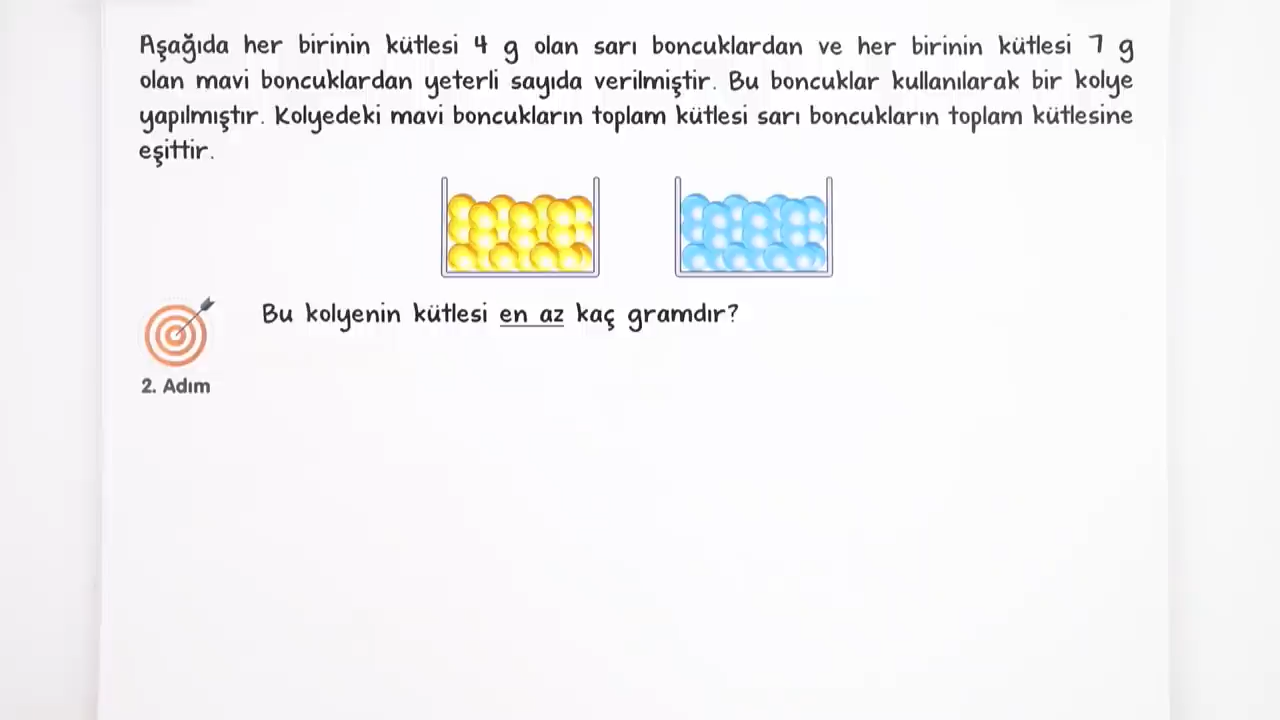 Aşağıda her birinin kütlesi 4 g olan sarı boncuklardan ve her birinin kütlesi 7 g
olan mavi boncuklardan yeterli sayıda verilmiştir. Bu boncuklar kullanılarak bir kolye
yapılmıştır. Kolyedeki mavi boncukların toplam kütlesi sarı boncukların toplam kütlesine
eşittir.
Bu kolyenin kütlesi en az kaç gramdır?
2. Adım